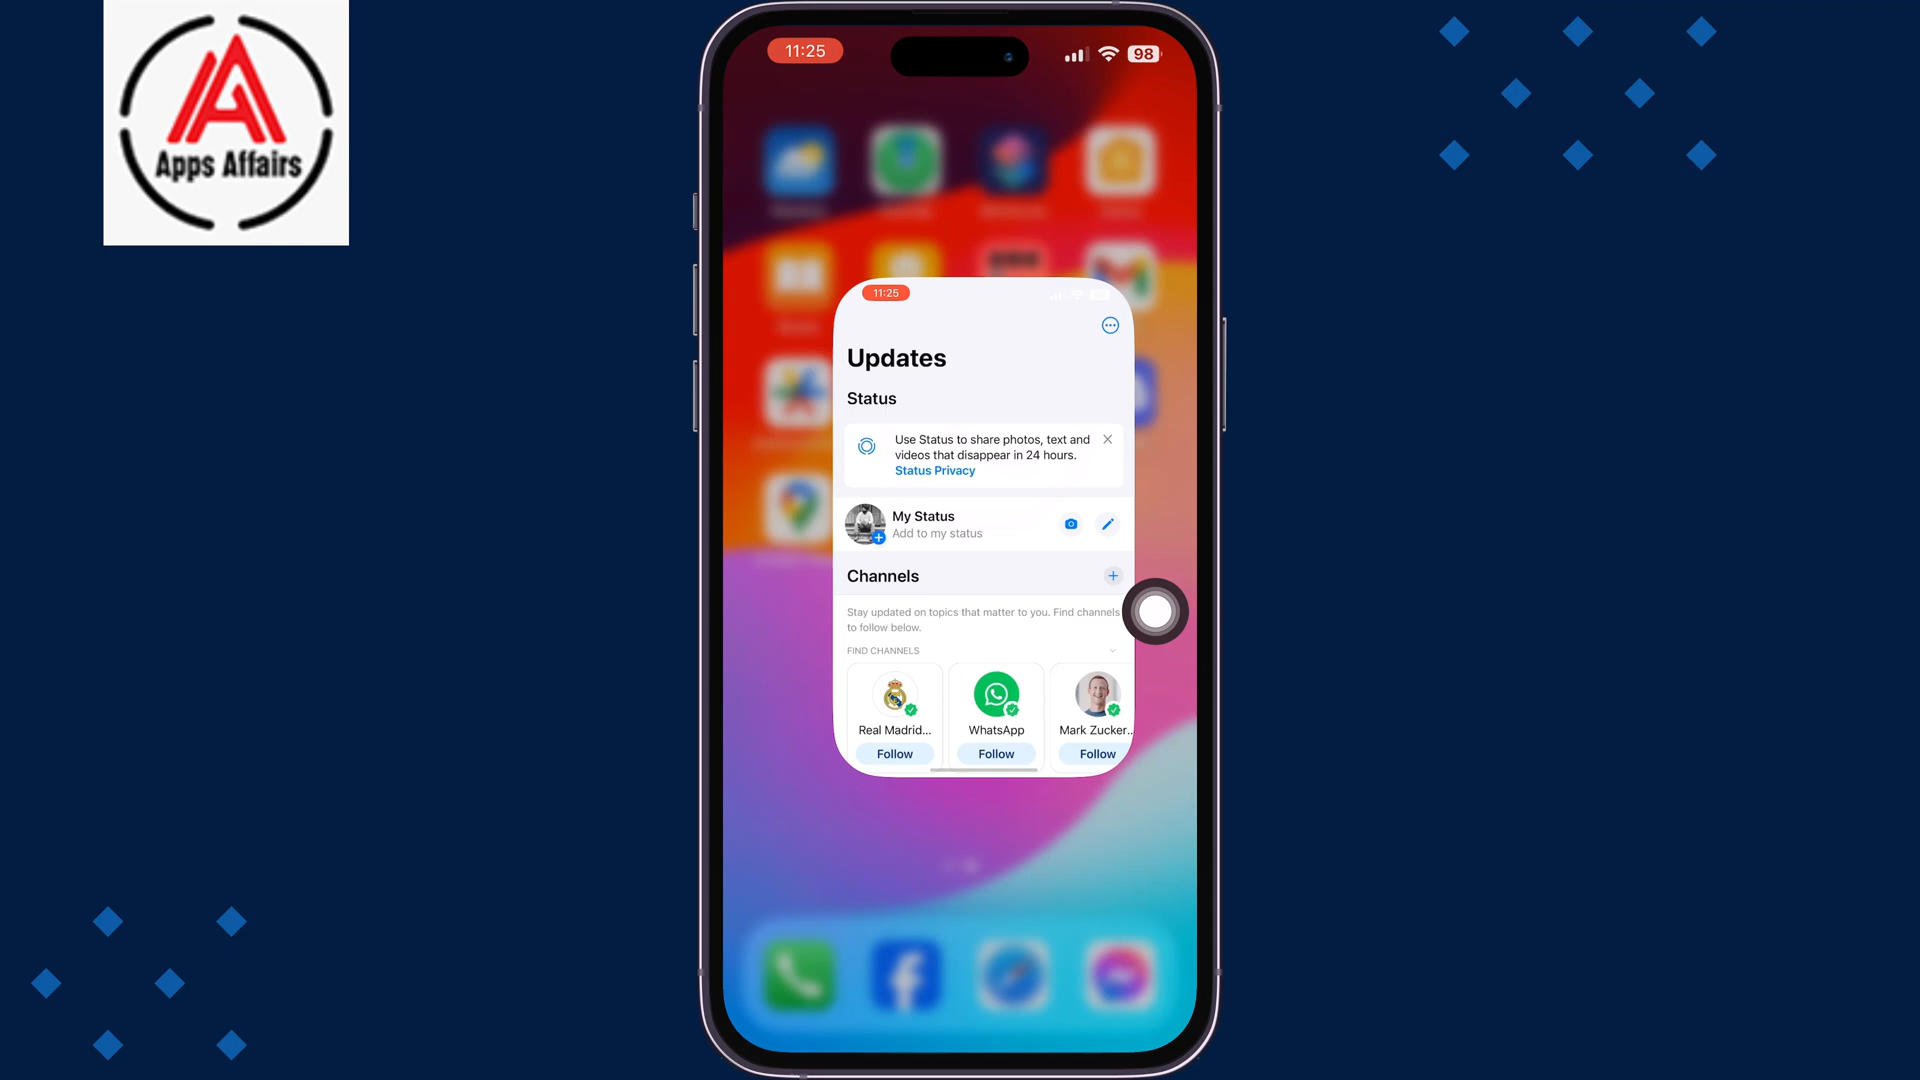 Apps Affairs
11:25
98
11:25
Updates
Status
Use Status to share photos, text and
videos that disappear in 24 hours.
Status Privacy
My Status
Add to my status
Channels
Stay updated on topics that matter to you. Find channels
to follow below.
FIND CHANNELS
Real Madrid...
WhatsApp
Mark Zucker...
Follow
Follow
Follow